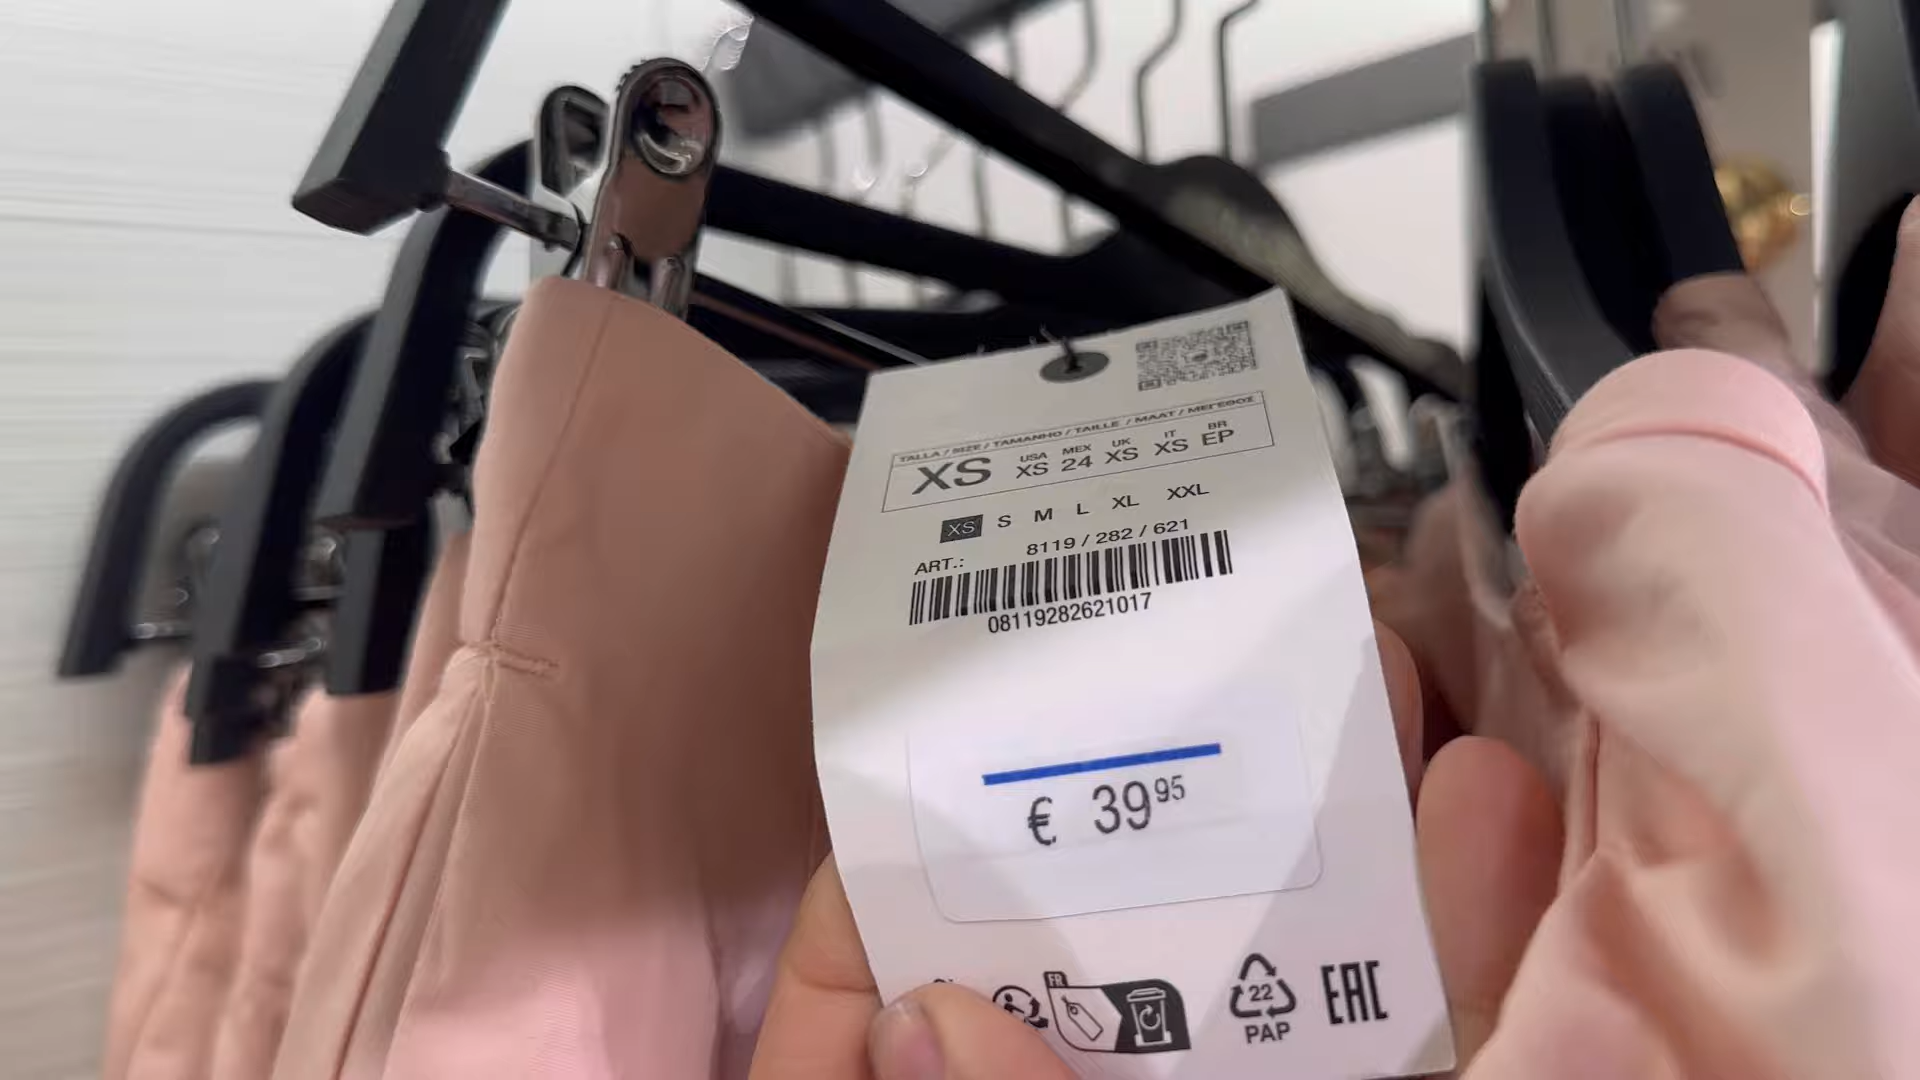 TALLA / SIZE / TAMANHO / TAILLE / MAAT / ΜΕΓΕΘΟΣ
XS USA XS MEX 24 UK XS IT XS BR EP
XS S M L XL XXL
ART.: 8119 / 282 / 621
08119282621017
€ 39 95
FR
22
PAP
EAC